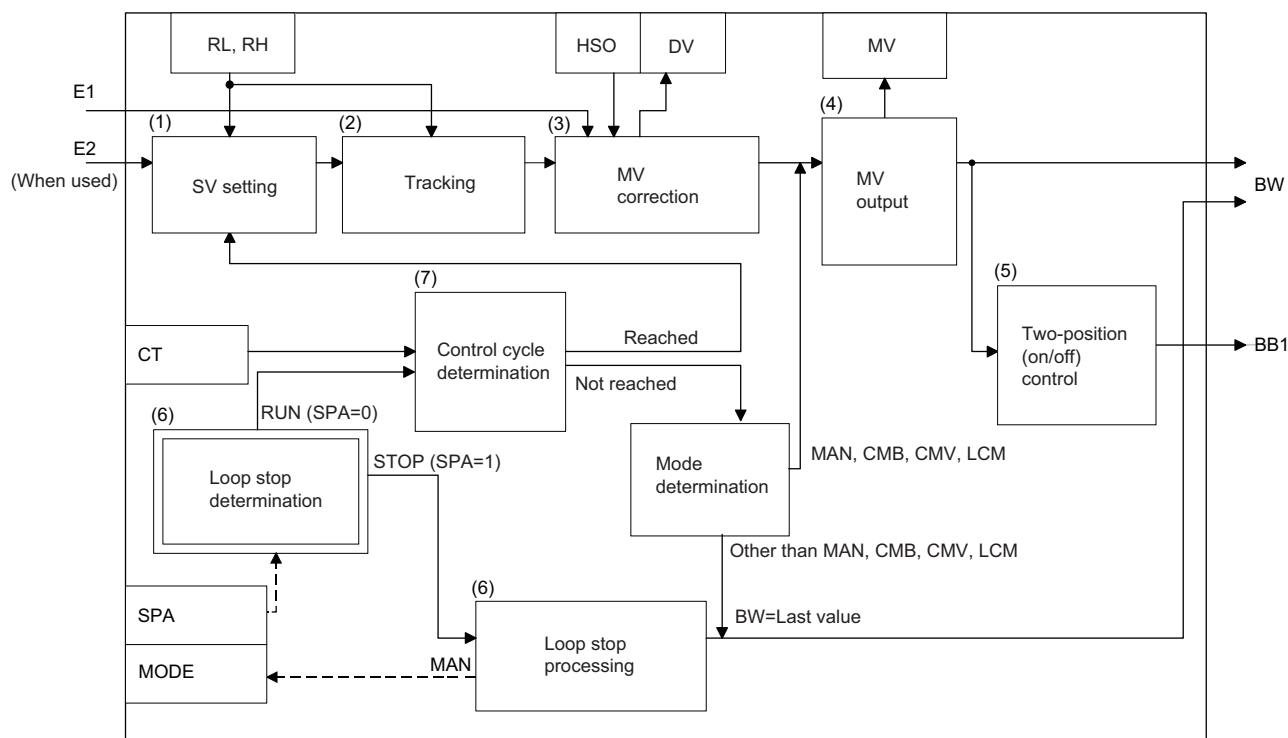 RL, RH
HSO
DV
MV
E1
(1)
(2)
(3)
(4)
E2
(When used)
SV setting
Tracking
MV
correction
MV
output
BW
(7)
(5)
CT
Control cycle
determination
Reached
Not reached
Two-position
(on/off)
control
BB1
(6)
RUN (SPA=0)
Loop stop
determination
STOP (SPA=1)
Mode
determination
MAN, CMB, CMV, LCM
Other than MAN, CMB, CMV, LCM
SPA
MODE
(6)
Loop stop
processing
BW=Last value
MAN